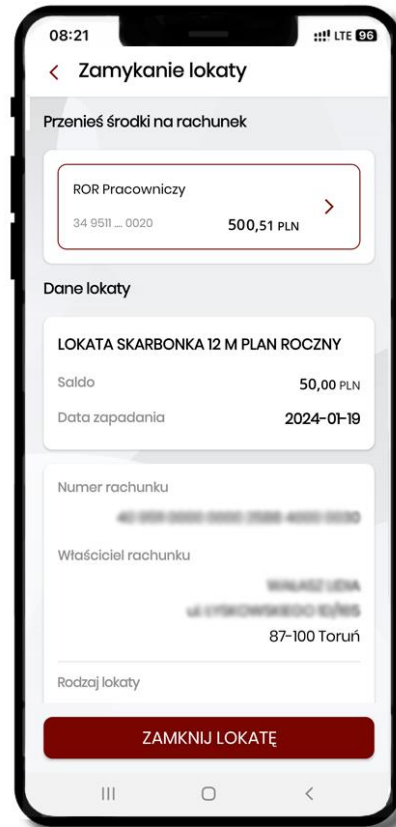 08:21 LTE 96
Zamykanie lokaty
Przenieś środki na rachunek
ROR Pracowniczy
34 9511 ... 0020 500,51 PLN
Dane lokaty
LOKATA SKARBONKA 12 M PLAN ROCZNY
Saldo 50,00 PLN
Data zapadania 2024-01-19
Numer rachunku
Właściciel rachunku
87-100 Toruń
Rodzaj lokaty
ZAMKNIJ LOKATĘ